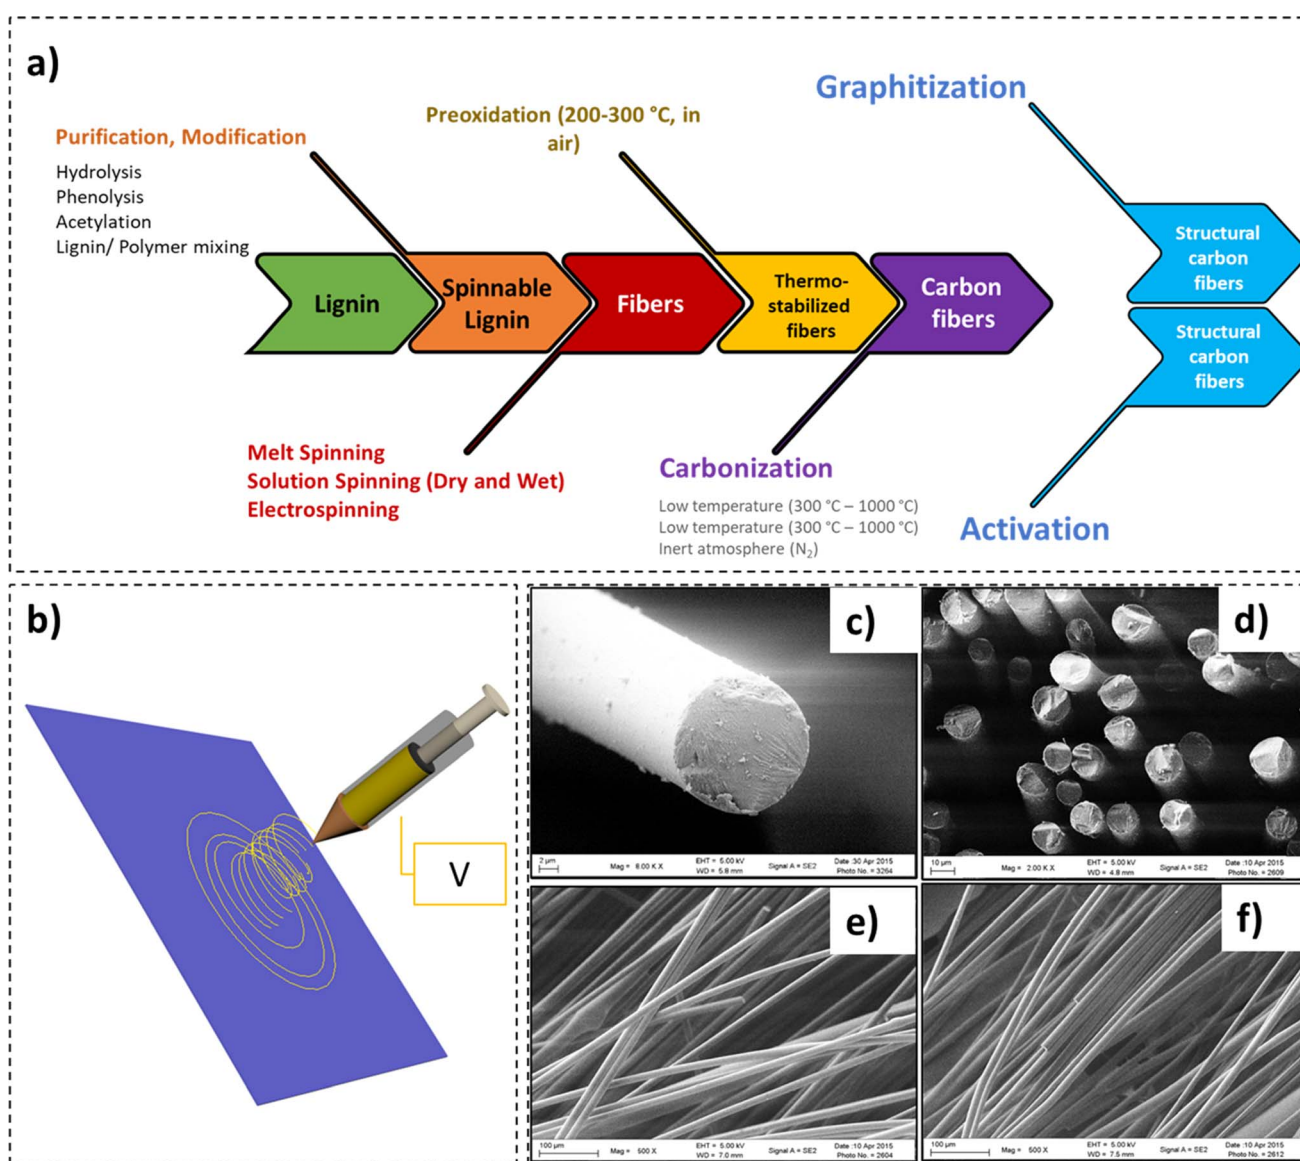 a)
Graphitization
Preoxidation (200-300 °C, in
air)
Purification, Modification
Hydrolysis
Phenolysis
Acetylation
Lignin/ Polymer mixing
Lignin
Spinnable
Lignin
Fibers
Thermo-
stabilized
fibers
Carbon
fibers
Structural
carbon
fibers
Structural
carbon
fibers
Melt Spinning
Solution Spinning (Dry and Wet)
Electrospinning
Carbonization
Low temperature (300 °C – 1000 °C)
Low temperature (300 °C – 1000 °C)
Inert atmosphere (N₂)
Activation
b)
V
c)
2 µm
Mag = 8.00 K X
EHT = 5.00 kV
WD = 5.8 mm
Signal A = SE2
Date :30 Apr 2015
Photo No. = 3264
d)
10 µm
Mag = 2.00 K X
EHT = 5.00 kV
WD = 4.8 mm
Signal A = SE2
Date :10 Apr 2015
Photo No. = 2609
e)
100 µm
Mag = 500 X
EHT = 5.00 kV
WD = 7.0 mm
Signal A = SE2
Date :10 Apr 2015
Photo No. = 2604
f)
100 µm
Mag = 500 X
EHT = 5.00 kV
WD = 7.5 mm
Signal A = SE2
Date :10 Apr 2015
Photo No. = 2612